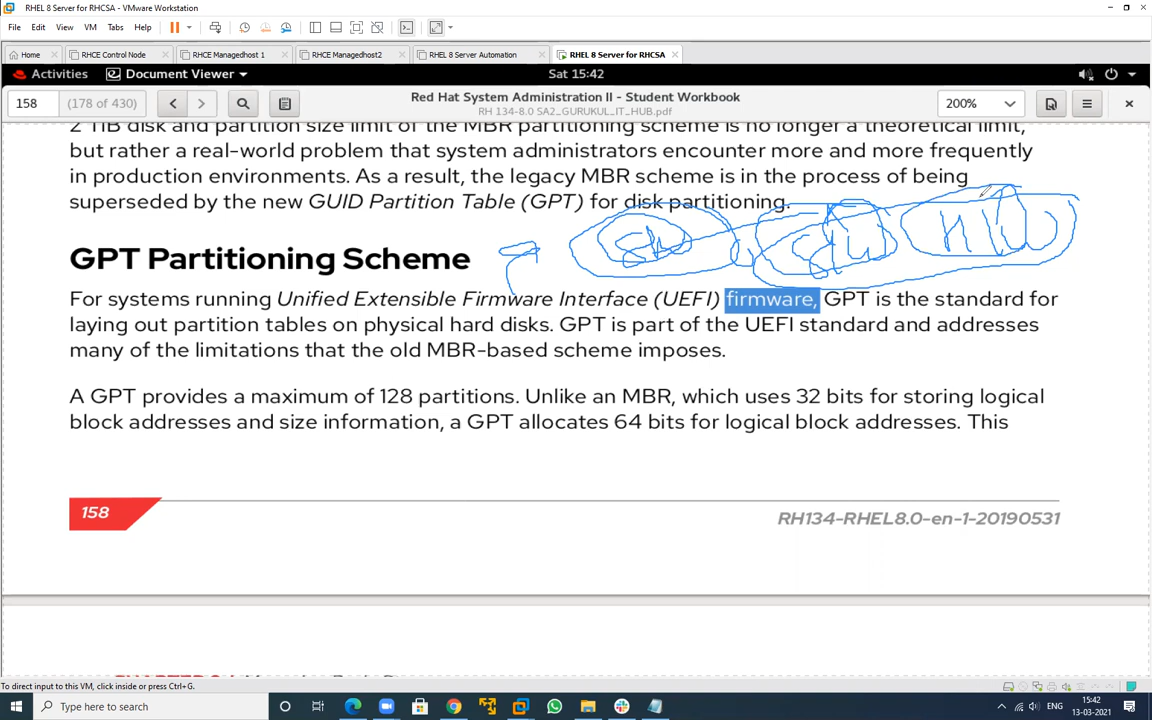 RHEL 8 Server for RHCSA - VMware Workstation
File Edit View VM Tabs Help
Home RHCE Control Node RHCE Managedhost 1 RHCE Managedhost2 RHEL 8 Server Automation RHEL 8 Server for RHCSA
Activities Document Viewer Sat 15:42
158 (178 of 430) Red Hat System Administration II - Student Workbook 200%
RH 134-8.0 SA2_GURUKUL_IT_HUB.pdf
2 TiB disk and partition size limit of the MBR partitioning scheme is no longer a theoretical limit,
but rather a real-world problem that system administrators encounter more and more frequently
in production environments. As a result, the legacy MBR scheme is in the process of being
superseded by the new GUID Partition Table (GPT) for disk partitioning.
GPT Partitioning Scheme
For systems running Unified Extensible Firmware Interface (UEFI) firmware, GPT is the standard for
laying out partition tables on physical hard disks. GPT is part of the UEFI standard and addresses
many of the limitations that the old MBR-based scheme imposes.
A GPT provides a maximum of 128 partitions. Unlike an MBR, which uses 32 bits for storing logical
block addresses and size information, a GPT allocates 64 bits for logical block addresses. This
158
RH134-RHEL8.0-en-1-20190531
To direct input to this VM, click inside or press Ctrl+G.
Type here to search
ENG 15:42
13-03-2021